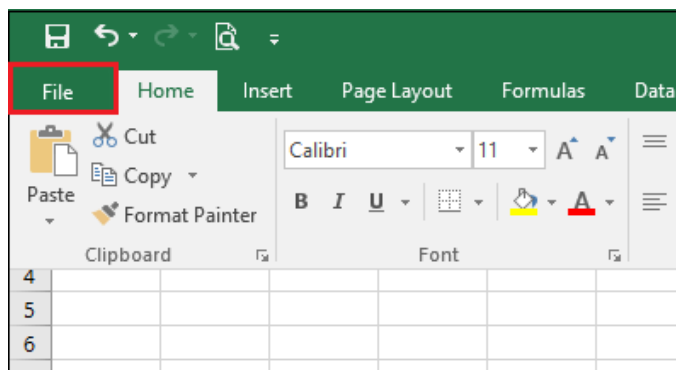 File Home Insert Page Layout Formulas Data
Cut
Calibri 11 A A
Copy
Paste
B I U A
Format Painter
Clipboard Font
4
5
6